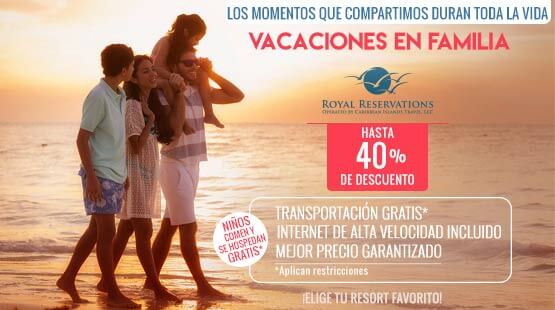 LOS MOMENTOS QUE COMPARTIMOS DURAN TODA LA VIDA
VACACIONES EN FAMILIA
ROYAL RESERVATIONS
OPERATED BY CARIBBEAN ISLANDS TRAVEL, LLC
HASTA
40%
DE DESCUENTO
NIÑOS
COMEN Y
SE HOSPEDAN
GRATIS*
TRANSPORTACIÓN GRATIS*
INTERNET DE ALTA VELOCIDAD INCLUIDO
MEJOR PRECIO GARANTIZADO
*Aplican restricciones
¡ELIGE TU RESORT FAVORITO!